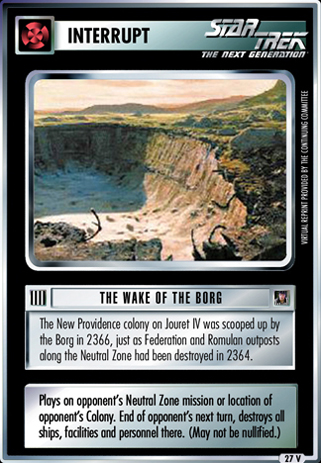 INTERRUPT
STAR TREK
THE NEXT GENERATION®
VIRTUAL REPRINT PROVIDED BY THE CONTINUING COMMITTEE
THE WAKE OF THE BORG
The New Providence colony on Jouret IV was scooped up by
the Borg in 2366, just as Federation and Romulan outposts
along the Neutral Zone had been destroyed in 2364.
Plays on opponent's Neutral Zone mission or location of
opponent's Colony. End of opponent's next turn, destroys all
ships, facilities and personnel there. (May not be nullified.)
27 V